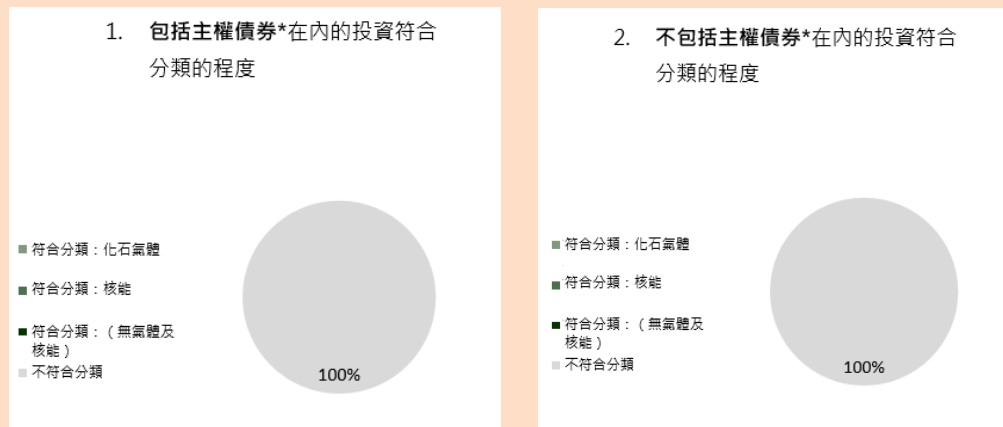 1. 包括主權債券*在內的投資符合
分類的程度
符合分類：化石氣體
符合分類：核能
符合分類：（無氣體及
核能）
不符合分類
100%
2. 不包括主權債券*在內的投資符合
分類的程度
符合分類：化石氣體
符合分類：核能
符合分類：（無氣體及
核能）
不符合分類
100%